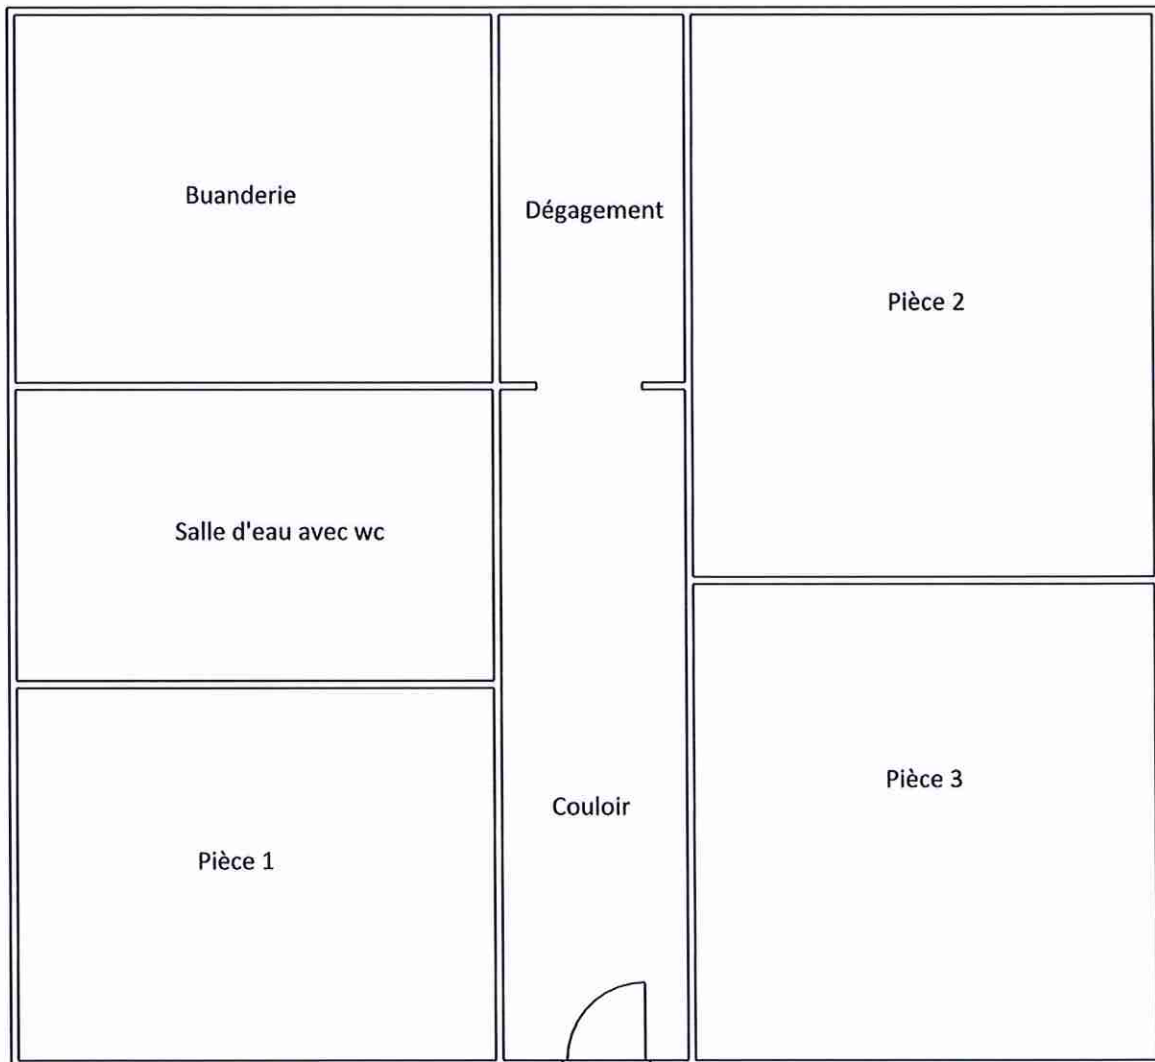 Buanderie
Dégagement
Pièce 2
Salle d'eau avec wc
Pièce 3
Couloir
Pièce 1